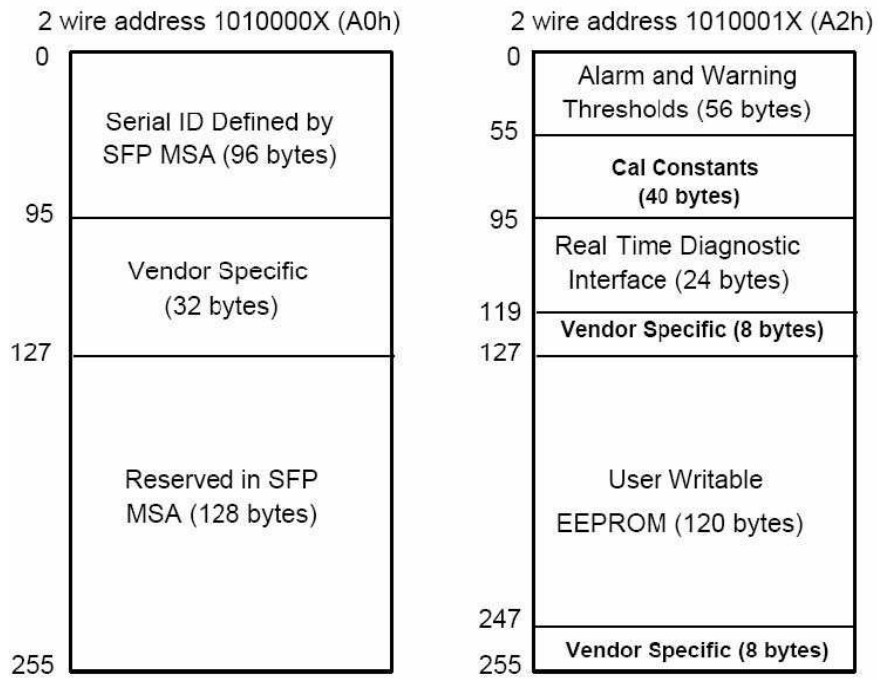 2 wire address 1010000X (A0h)
0
Serial ID Defined by
SFP MSA (96 bytes)
95
Vendor Specific
(32 bytes)
127
Reserved in SFP
MSA (128 bytes)
255
2 wire address 1010001X (A2h)
0
Alarm and Warning
Thresholds (56 bytes)
55
Cal Constants
(40 bytes)
95
Real Time Diagnostic
Interface (24 bytes)
119
Vendor Specific (8 bytes)
127
User Writable
EEPROM (120 bytes)
247
Vendor Specific (8 bytes)
255